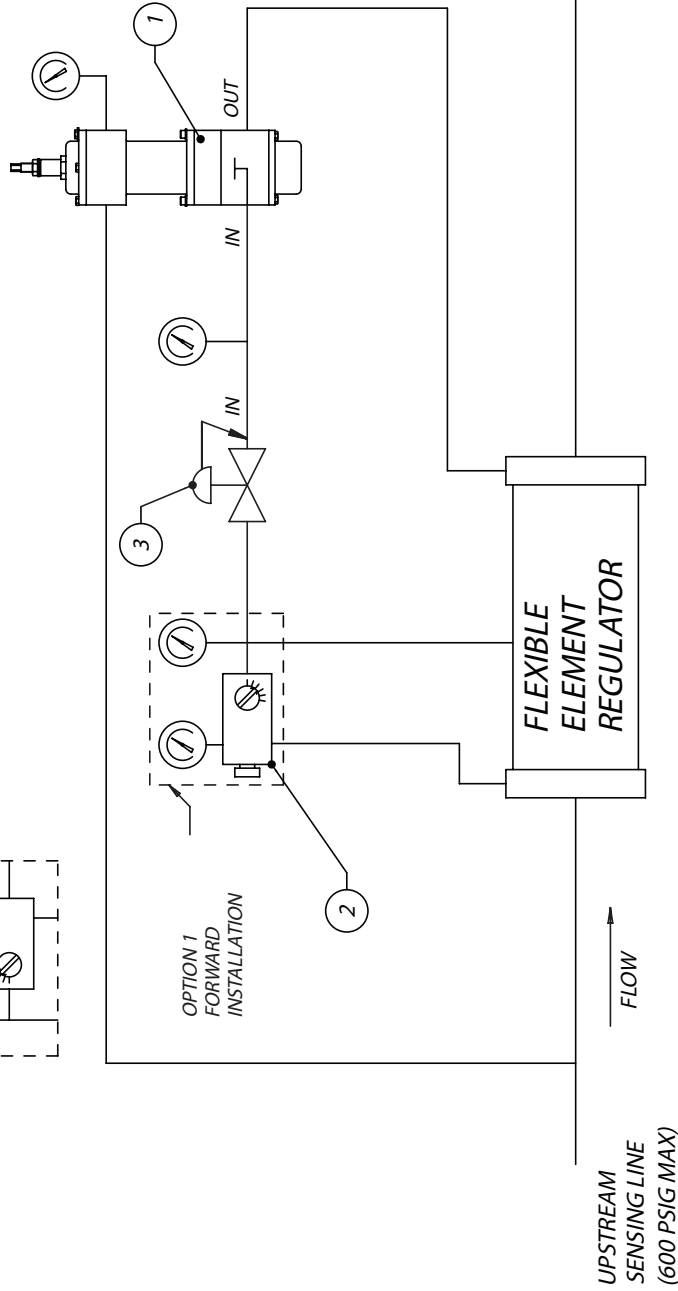 1
OUT
IN
IN
3
2
OPTION 1
FORWARD
INSTALLATION
FLEXIBLE
ELEMENT
REGULATOR
FLOW
UPSTREAM
SENSING LINE
(600 PSIG MAX)